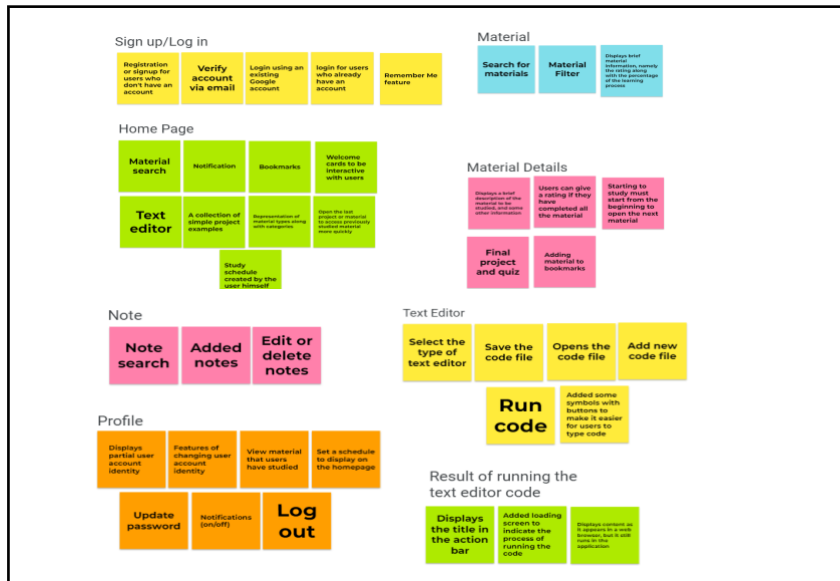 Sign up/Log in
Registration
or signup for
users who
don't have an
account
Verify
account
via email
Login using an
existing
Google
account
login for users
who already
have an
account
Remember Me
feature
Material
Search for
materials
Material
Filter
Displays brief
material
information, namely
the rating along
with the percentage
of the learning
process
Home Page
Material
search
Notification
Bookmarks
Welcome
cards to be
interactive
with users
Text
editor
A collection of
simple project
examples
Representation of
material types along
with categories
Open the last
project or material
to access previously
studied material
more quickly
Study
schedule
created by the
user himself
Material Details
Displays a brief
description of the
material to be
studied, and some
other information
Users can give
a rating if they
have
completed all
the material
Starting to
study must
start from the
beginning to
open the next
material
Final
project
and quiz
Adding
material to
bookmarks
Note
Note
search
Added
notes
Edit or
delete
notes
Text Editor
Select the
type of
text editor
Save the
code file
Opens the
code file
Add new
code file
Run
code
Added some
symbols with
buttons to
make it easier
for users to
type code
Profile
Displays
partial user
account
identity
Features of
changing user
account
identity
View material
that users
have studied
Set a schedule
to display on
the homepage
Update
password
Notifications
(on/off)
Log
out
Result of running the
text editor code
Displays
the title in
the action
bar
Added loading
screen to
indicate the
process of
running the
code
Displays content as
it appears in a web
browser, but it still
runs in the
application